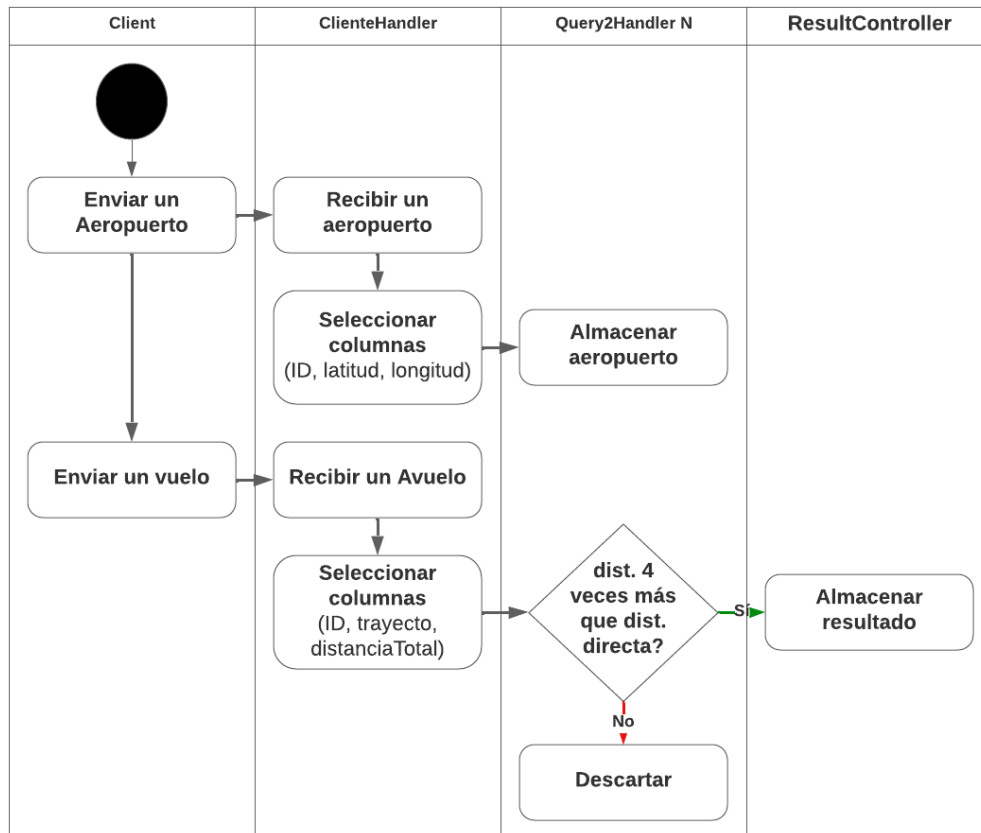 Client
ClienteHandler
Query2Handler N
ResultController
Enviar un
Aeropuerto
Recibir un
aeropuerto
Seleccionar
columnas
(ID, latitud, longitud)
Almacenar
aeropuerto
Enviar un vuelo
Recibir un Avuelo
Seleccionar
columnas
(ID, trayecto,
distanciaTotal)
dist. 4
veces más
que dist.
directa?
Sí
Almacenar
resultado
No
Descartar